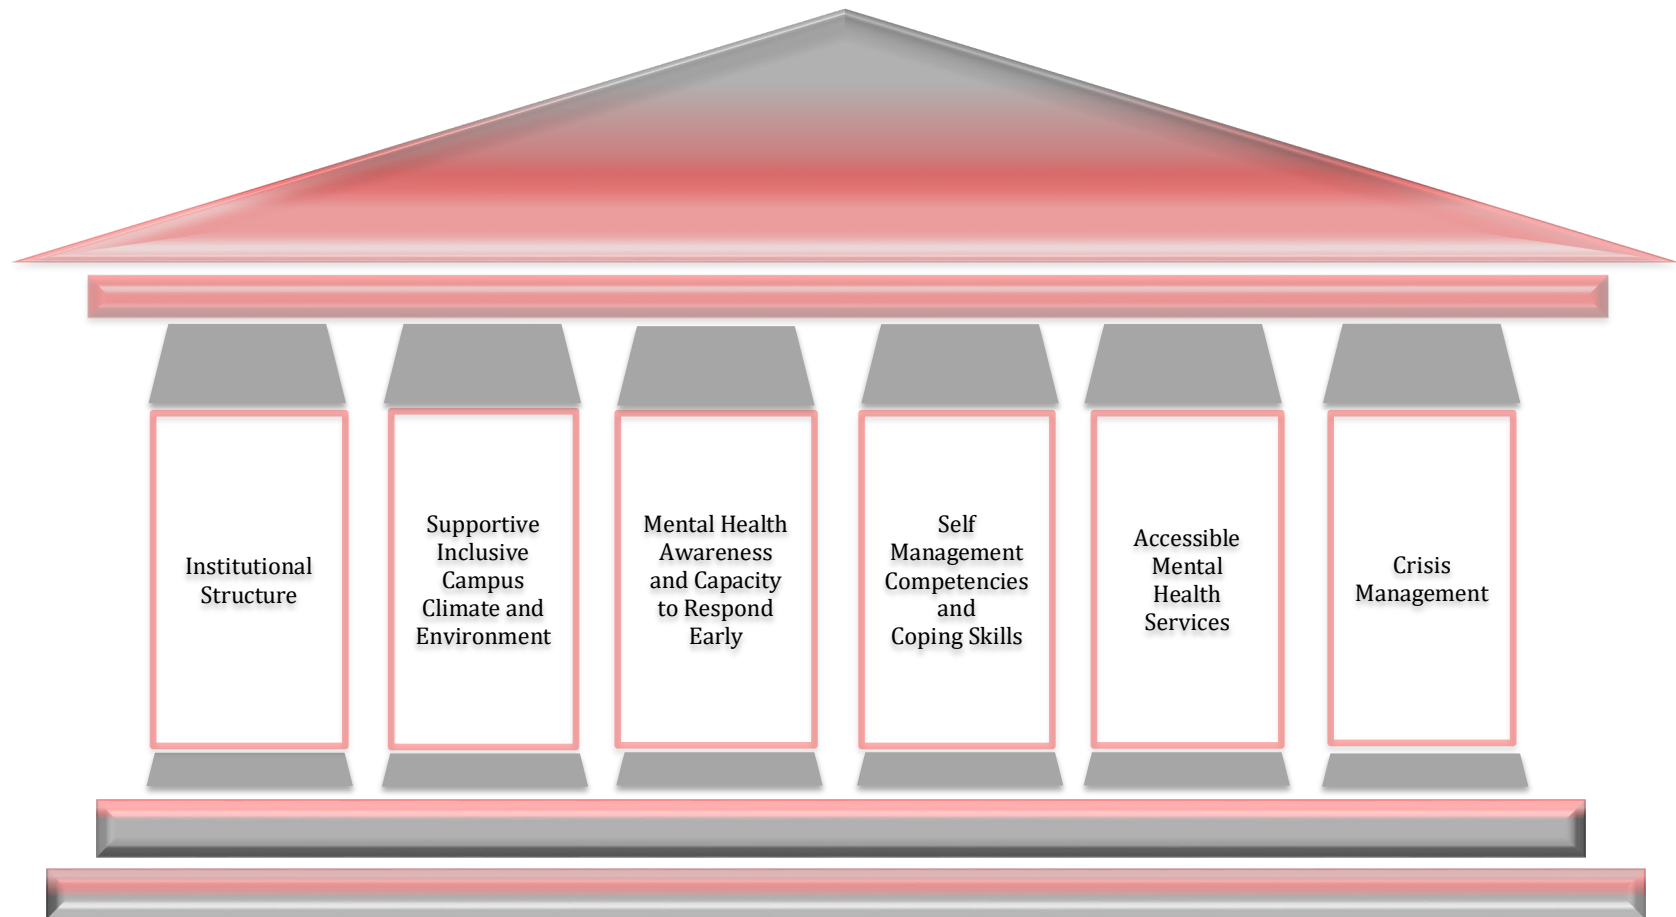 Institutional
Structure
Supportive
Inclusive
Campus
Climate and
Environment
Mental Health
Awareness
and Capacity
to Respond
Early
Self
Management
Competencies
and
Coping Skills
Accessible
Mental
Health
Services
Crisis
Management